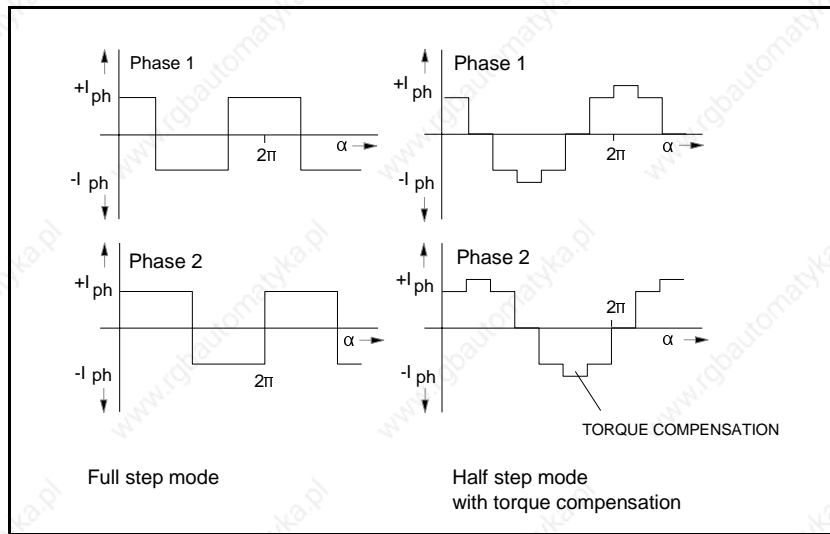 Phase 1
+I ph
2π
α
-I ph
Phase 1
+I ph
2π
α
-I ph
Phase 2
+I ph
α
-I ph
2π
Phase 2
+I ph
2π
α
-I ph
TORQUE COMPENSATION
Full step mode
Half step mode
with torque compensation
www.rgbautomatyka.pl